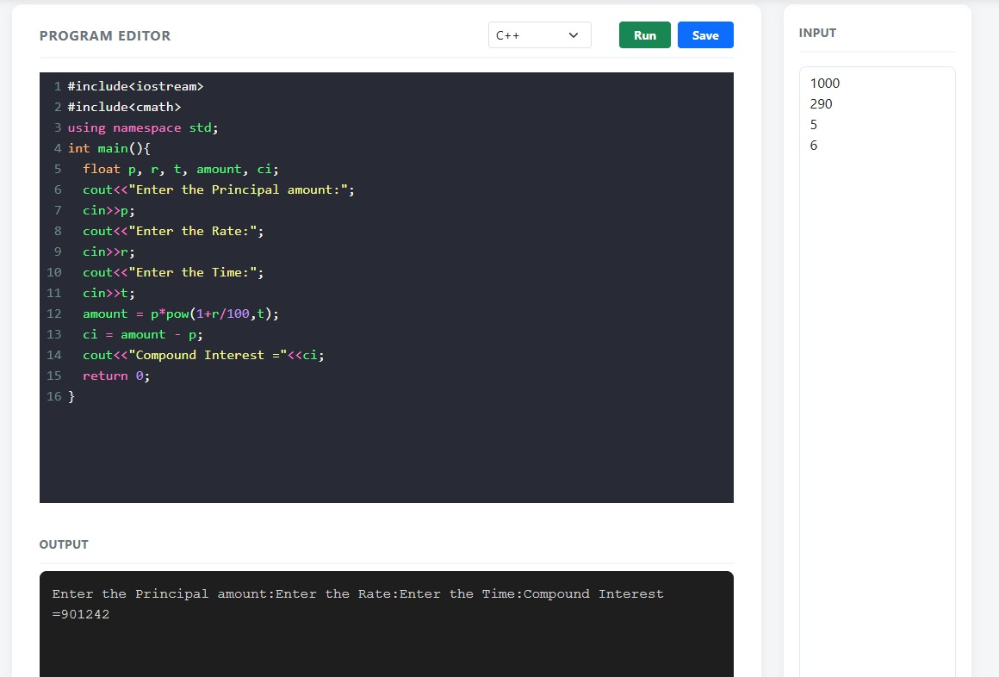 PROGRAM EDITOR
C++
Run
Save
1 #include<iostream>
2 #include<cmath>
3 using namespace std;
4 int main(){
5   float p, r, t, amount, ci;
6   cout<<"Enter the Principal amount:";
7   cin>>p;
8   cout<<"Enter the Rate:";
9   cin>>r;
10   cout<<"Enter the Time:";
11   cin>>t;
12   amount = p*pow(1+r/100,t);
13   ci = amount - p;
14   cout<<"Compound Interest ="<<ci;
15   return 0;
16 }
OUTPUT
Enter the Principal amount:Enter the Rate:Enter the Time:Compound Interest
=901242
INPUT
1000
290
5
6